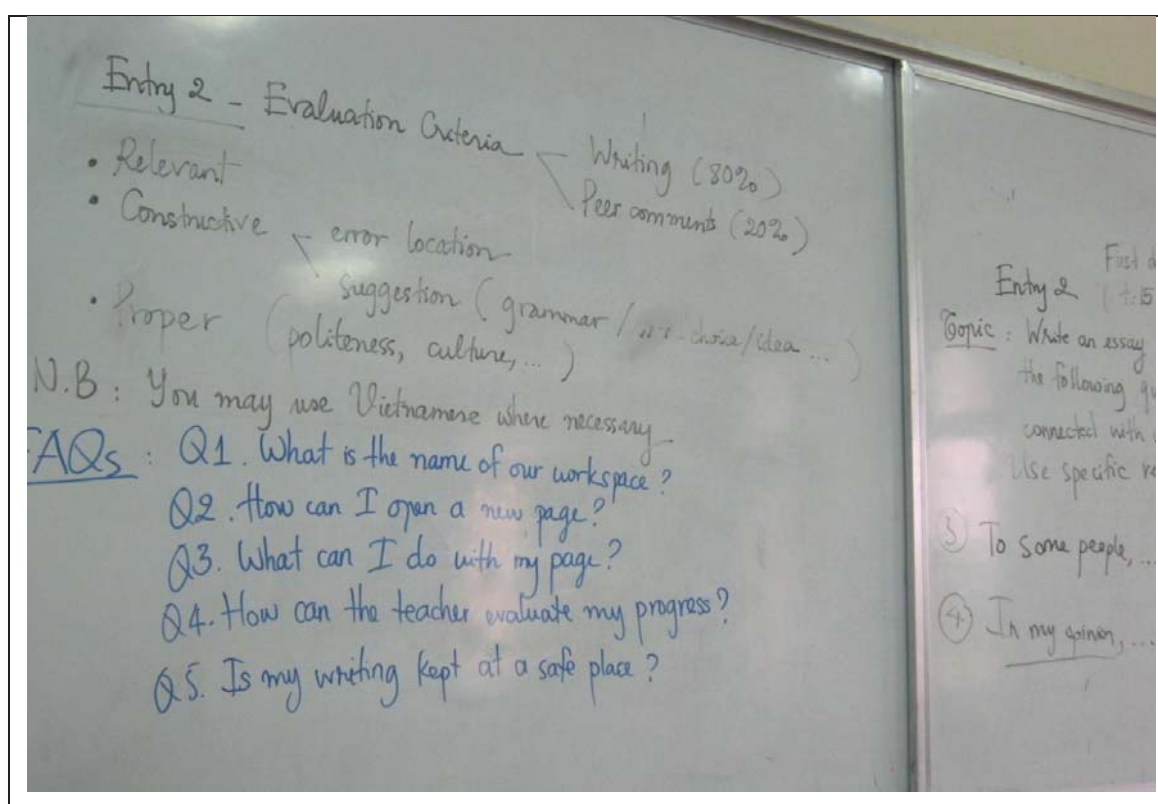 Entry 2 - Evaluation Criteria
Writing (80%)
Peer comments (20%)
• Relevant
• Constructive
error location
suggestion (grammar / choice/idea...)
• Proper (politeness, culture,...)
N.B : You may use Vietnamese where necessary.
FAQs : Q1. What is the name of our workspace?
Q2. How can I open a new page?
Q3. What can I do with my page?
Q4. How can the teacher evaluate my progress?
Q5. Is my writing kept at a safe place?
First
Entry 2
Topic : Write an essay
the following
connected with
Use specific
③ To some people, ...
④ In my opinion, ...